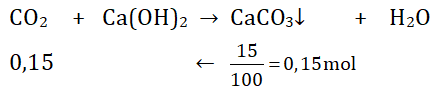 CO₂ + Ca(OH)₂ → CaCO₃↓ + H₂O
0,15 ← 15/100 = 0,15mol